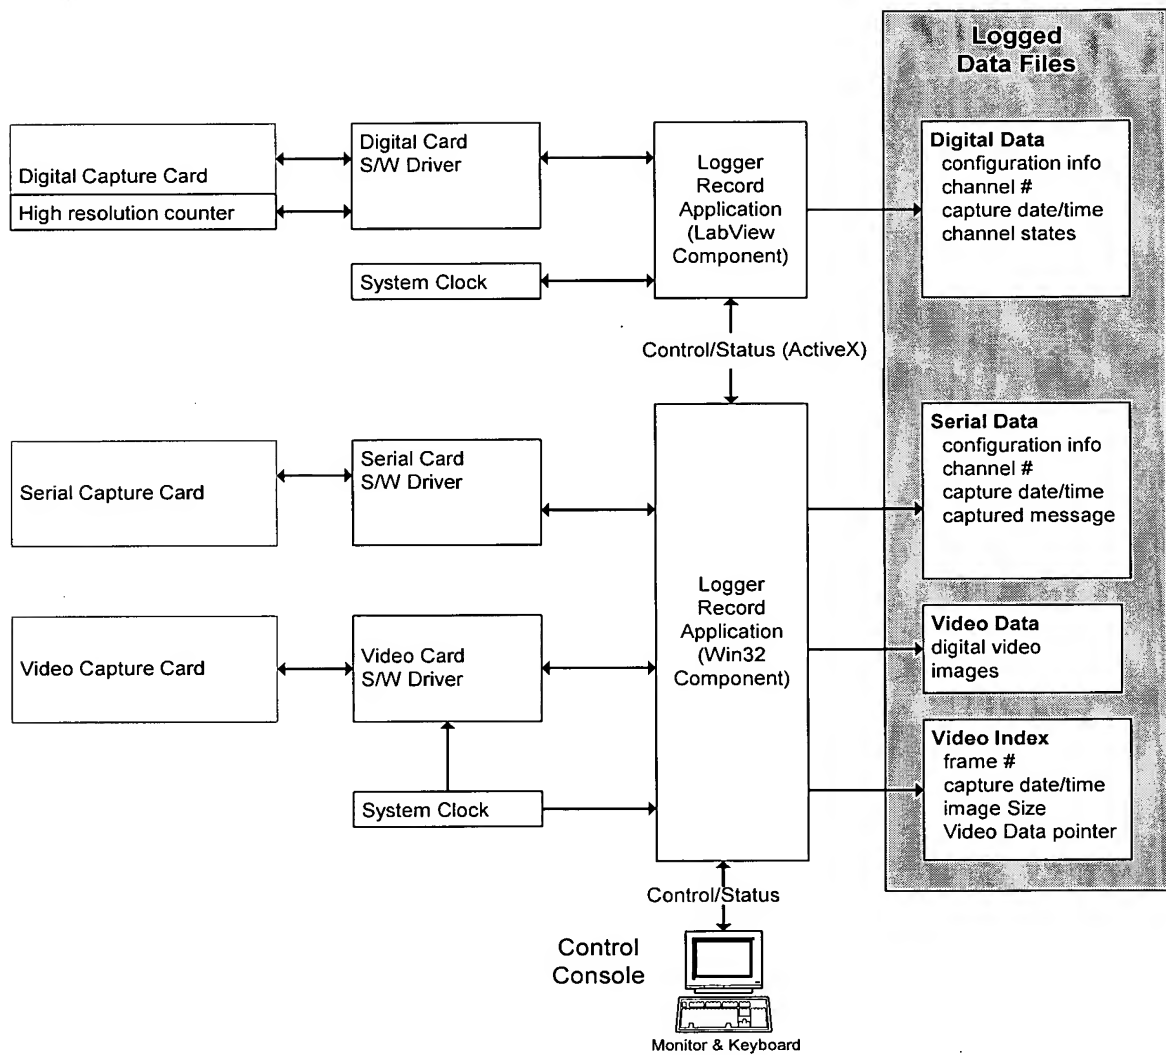 Logged
Data Files
Digital Capture Card
High resolution counter
Digital Card
S/W Driver
System Clock
Logger
Record
Application
(LabView
Component)
Digital Data
configuration info
channel #
capture date/time
channel states
Control/Status (ActiveX)
Serial Capture Card
Serial Card
S/W Driver
Video Capture Card
Video Card
S/W Driver
System Clock
Logger
Record
Application
(Win32
Component)
Serial Data
configuration info
channel #
capture date/time
captured message
Video Data
digital video
images
Video Index
frame #
capture date/time
image Size
Video Data pointer
Control/Status
Control
Console
Monitor & Keyboard